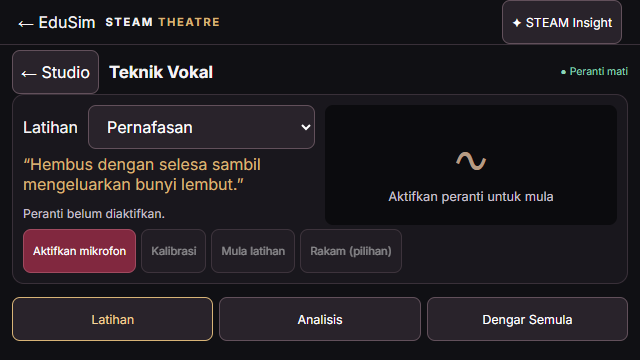 ← EduSim STEAM THEATRE
✦ STEAM Insight
← Studio
Teknik Vokal
● Peranti mati
Latihan
Pernafasan
“Hembus dengan selesa sambil
mengeluarkan bunyi lembut.”
Peranti belum diaktifkan.
Aktifkan peranti untuk mula
Aktifkan mikrofon
Kalibrasi
Mula latihan
Rakam (pilihan)
Latihan
Analisis
Dengar Semula